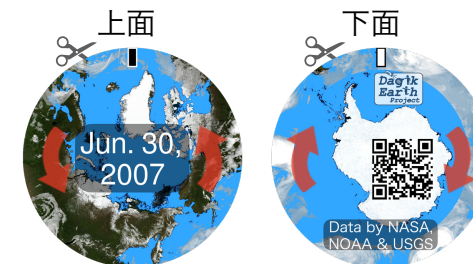 上面
下面
Jun. 30,
2007
Dagik
Earth
Project
Data by NASA,
NOAA & USGS